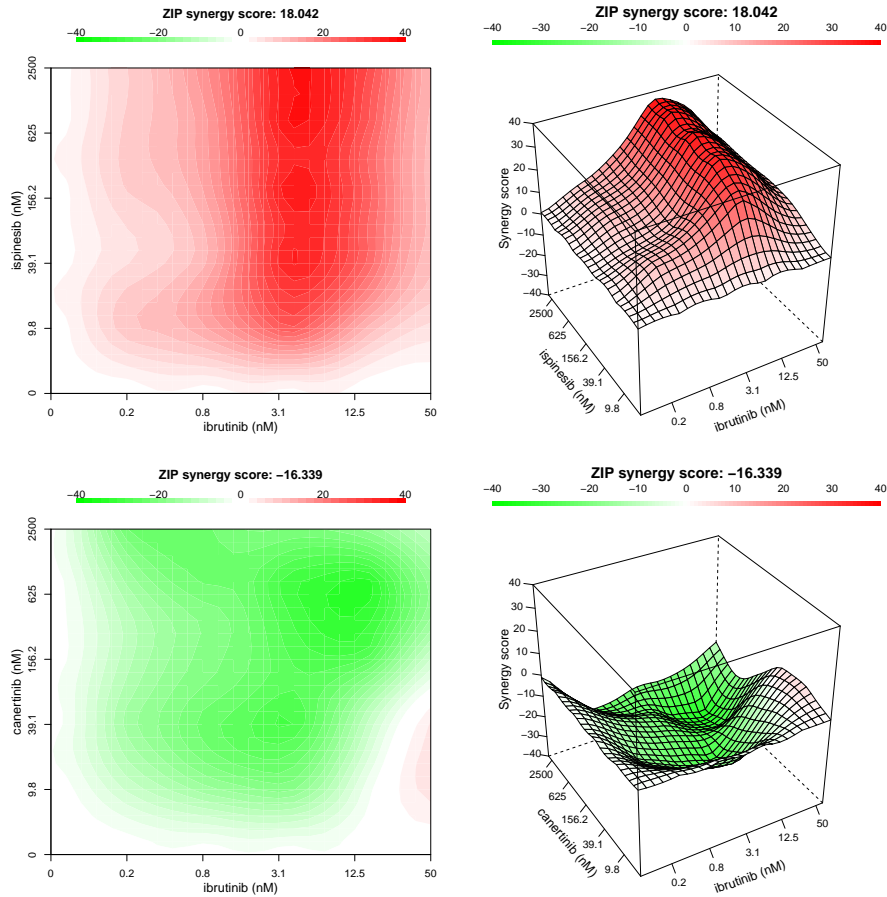 ZIP synergy score: 18.042
−40 −20 0 20 40
2500
625
156.2
39.1
9.8
0
ispinesib (nM)
0 0.2 0.8 3.1 12.5 50
ibrutinib (nM)
ZIP synergy score: 18.042
−40 −30 −20 −10 0 10 20 30 40
40
30
20
10
0
−10
−20
−30
−40
Synergy score
2500
625
156.2
39.1
9.8
ispinesib (nM)
0.2 0.8 3.1 12.5 50
ibrutinib (nM)
ZIP synergy score: −16.339
−40 −20 0 20 40
2500
625
156.2
39.1
9.8
0
canertinib (nM)
0 0.2 0.8 3.1 12.5 50
ibrutinib (nM)
ZIP synergy score: −16.339
−40 −30 −20 −10 0 10 20 30 40
40
30
20
10
0
−10
−20
−30
−40
Synergy score
2500
625
156.2
39.1
9.8
canertinib (nM)
0.2 0.8 3.1 12.5 50
ibrutinib (nM)